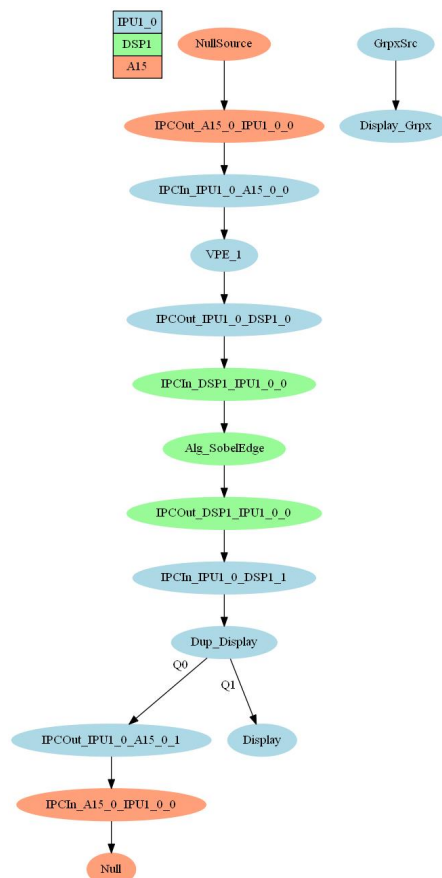 IPU1_0
DSP1
A15
NullSource
GrpxSrc
IPCOut_A15_0_IPU1_0_0
Display_Grpx
IPCIn_IPU1_0_A15_0_0
VPE_1
IPCOut_IPU1_0_DSP1_0
IPCIn_DSP1_IPU1_0_0
Alg_SobelEdge
IPCOut_DSP1_IPU1_0_0
IPCIn_IPU1_0_DSP1_1
Dup_Display
Q0
Q1
IPCOut_IPU1_0_A15_0_1
Display
IPCIn_A15_0_IPU1_0_0
Null